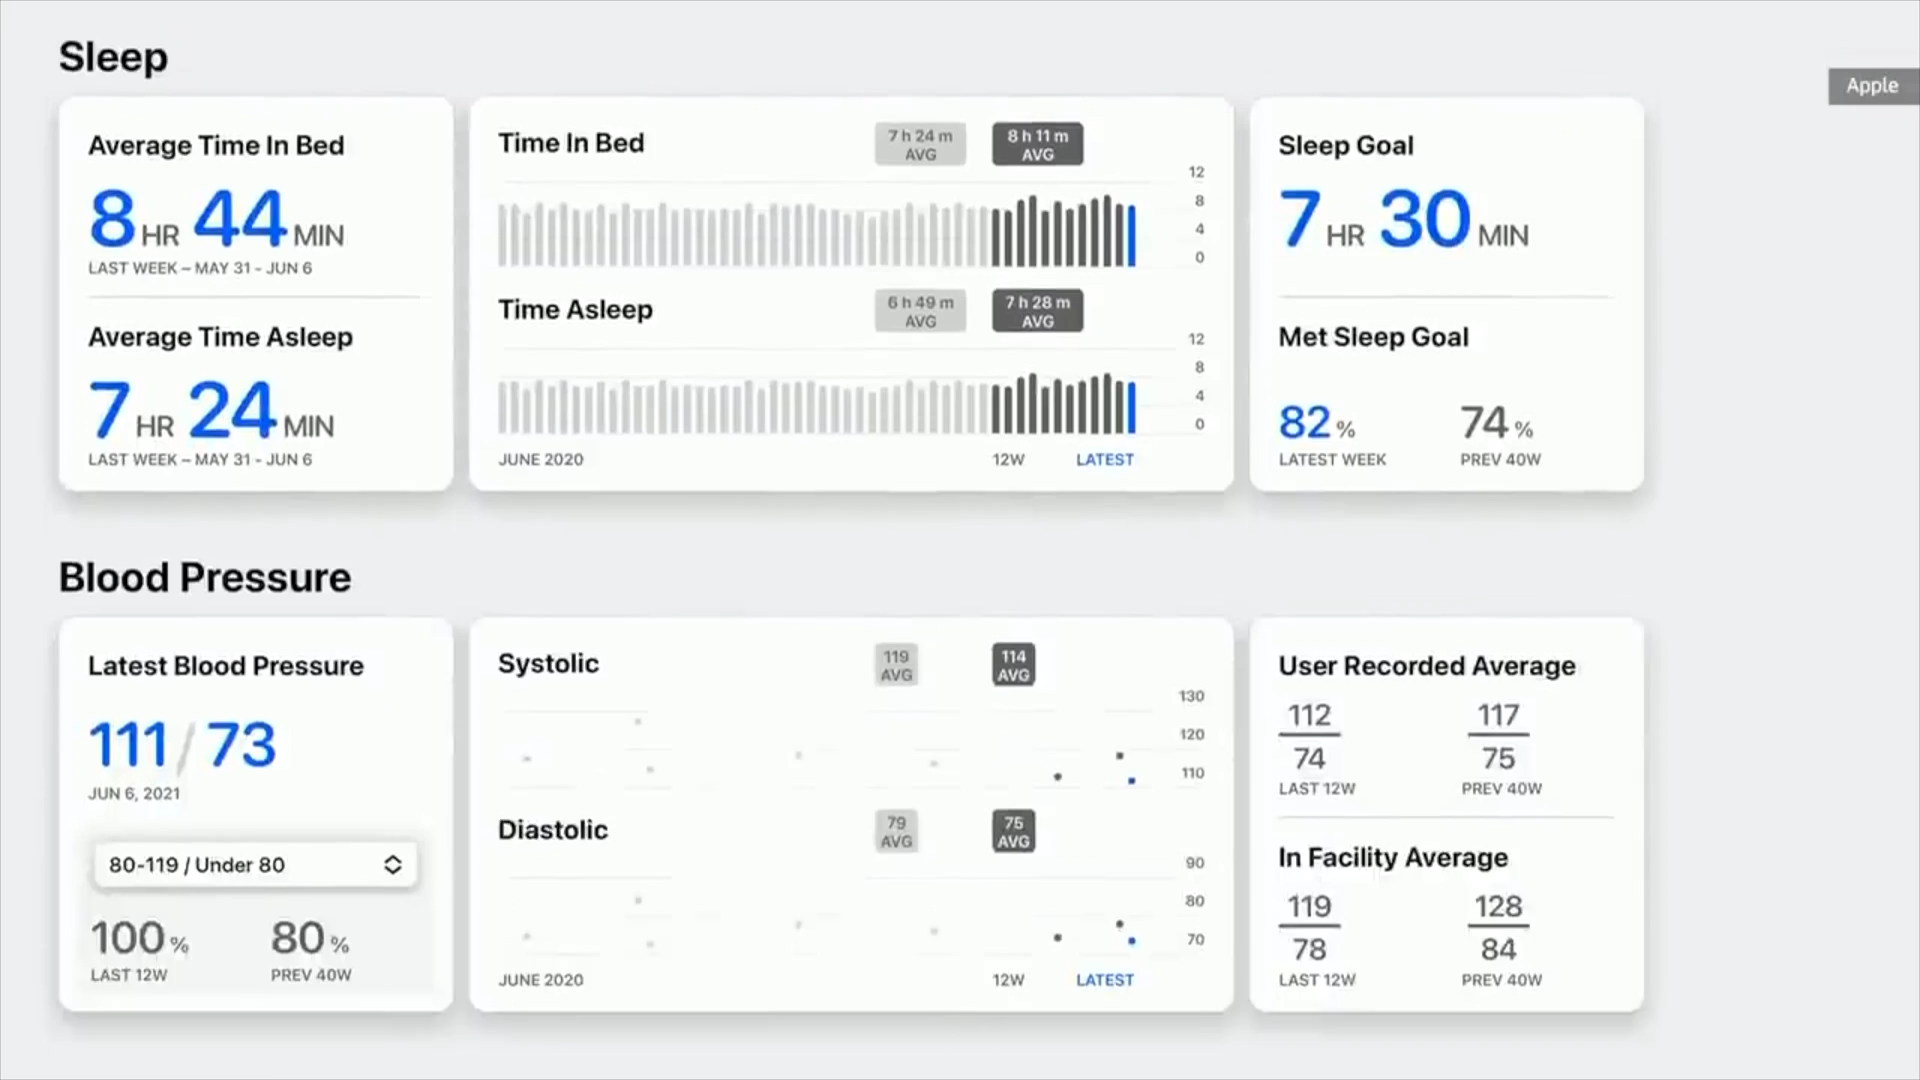 Sleep
Apple
Average Time In Bed
8 HR 44 MIN
LAST WEEK – MAY 31 - JUN 6
Average Time Asleep
7 HR 24 MIN
LAST WEEK – MAY 31 - JUN 6
Time In Bed
7 h 24 m
AVG
8 h 11 m
AVG
12
8
4
0
Time Asleep
6 h 49 m
AVG
7 h 28 m
AVG
12
8
4
0
JUNE 2020 12W LATEST
Sleep Goal
7 HR 30 MIN
Met Sleep Goal
82 % 74 %
LATEST WEEK PREV 40W
Blood Pressure
Latest Blood Pressure
111 / 73
JUN 6, 2021
80-119 / Under 80
100 % 80 %
LAST 12W PREV 40W
Systolic
119
AVG
114
AVG
130
120
110
Diastolic
79
AVG
75
AVG
90
80
70
JUNE 2020 12W LATEST
User Recorded Average
112 117
74 75
LAST 12W PREV 40W
In Facility Average
119 128
78 84
LAST 12W PREV 40W